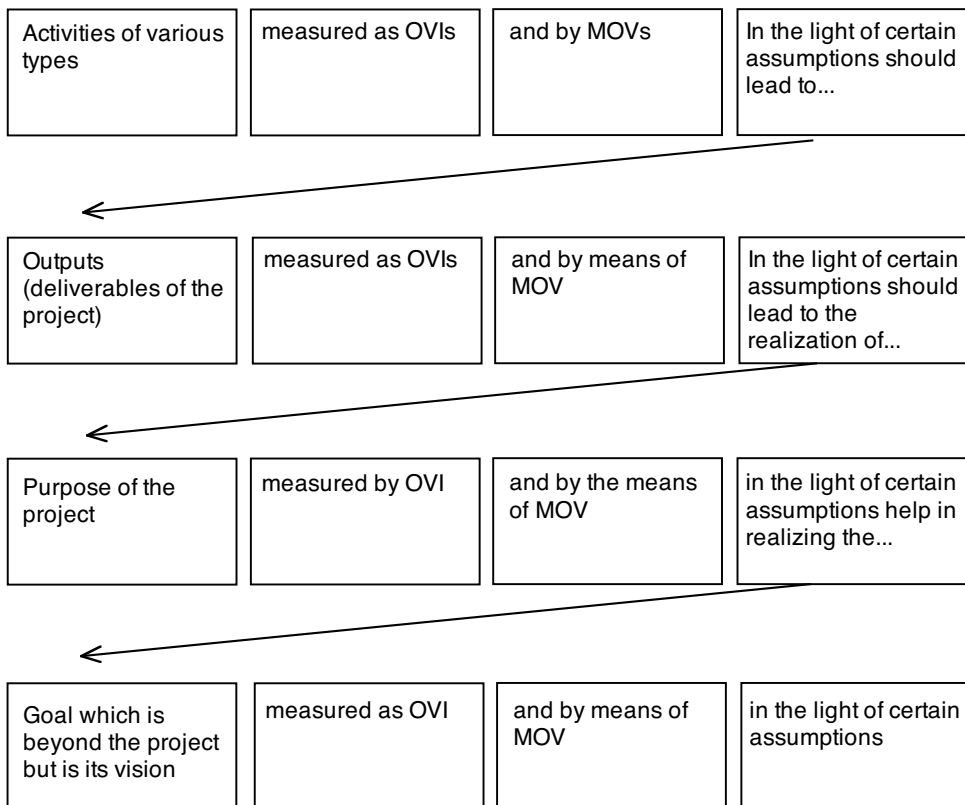 Activities of various
types
measured as OVIs
and by MOVs
In the light of certain
assumptions should
lead to...
Outputs
(deliverables of the
project)
measured as OVIs
and by means of
MOV
In the light of certain
assumptions should
lead to the
realization of...
Purpose of the
project
measured by OVI
and by the means
of MOV
in the light of certain
assumptions help in
realizing the...
Goal which is
beyond the project
but is its vision
measured as OVI
and by means of
MOV
in the light of certain
assumptions